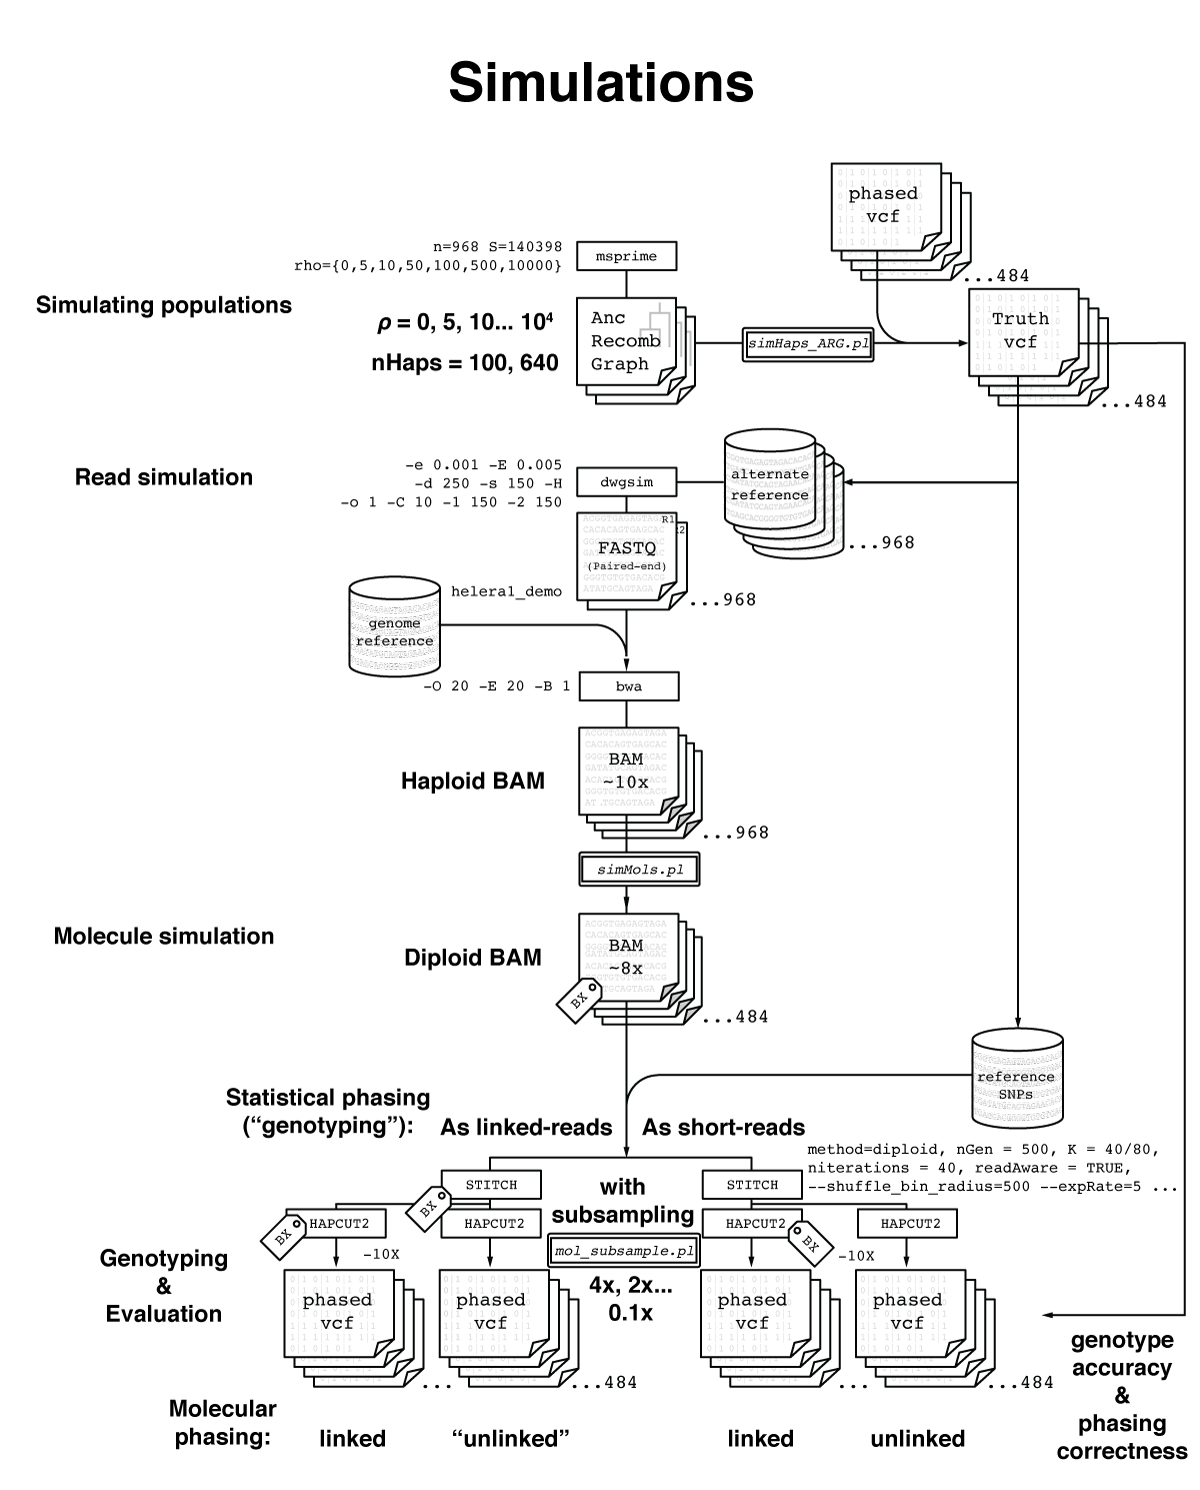 Simulations
phased
vcf
...484
n=968 S=140398
rho={0,5,10,50,100,500,10000}
msprime
Simulating populations
ρ = 0, 5, 10... 10⁴
nHaps = 100, 640
Anc
Recomb
Graph
simHaps_ARG.pl
Truth
vcf
...484
Read simulation
-e 0.001 -E 0.005
-d 250 -s 150 -H
-o 1 -C 10 -1 150 -2 150
dwgsim
alternate
reference
...968
R1
FASTQ
(Paired-end)
...968
helera1_demo
genome
reference
-O 20 -E 20 -B 1
bwa
Haploid BAM
BAM
~10x
...968
simMols.pl
Molecule simulation
Diploid BAM
BAM
~8x
BX
...484
reference
SNPs
Statistical phasing
(“genotyping”):
As linked-reads
As short-reads
method=diploid, nGen = 500, K = 40/80,
niterations = 40, readAware = TRUE,
--shuffle_bin_radius=500 --expRate=5 ...
STITCH
BX
with
subsampling
STITCH
BX
HAPCUT2
HAPCUT2
HAPCUT2
BX
HAPCUT2
-10X
mol_subsample.pl
-10X
Genotyping
&
Evaluation
4x, 2x...
0.1x
phased
vcf
...
phased
vcf
...484
phased
vcf
...
phased
vcf
...484
genotype
accuracy
&
phasing
correctness
Molecular
phasing:
linked
“unlinked”
linked
unlinked